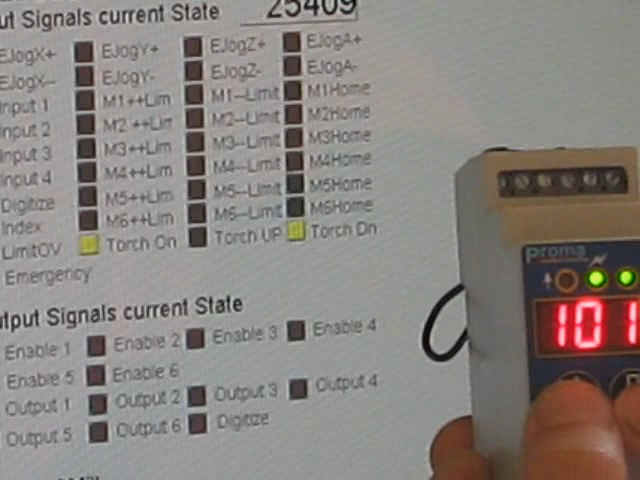 ut Signals current State 25409
EJogX+ EJogY+ EJogZ+ EJogA+
EJogX-- EJogY- EJogZ- EJogA-
Input 1 M1++Lim M1--Limit M1Home
Input 2 M2 ++Lim M2--Limit M2Home
Input 3 M3++Lim M3--Limit M3Home
Input 4 M4++Lim M4--Limit M4Home
Digitize M5++Lim M5--Limit M5Home
Index M6++Lim M6--Limit M6Home
LimitOV Torch On Torch UP Torch Dn
Emergency
proma
101
tput Signals current State
Enable 1 Enable 2 Enable 3 Enable 4
Enable 5 Enable 6
Output 1 Output 2 Output 3 Output 4
Output 5 Output 6 Digitize